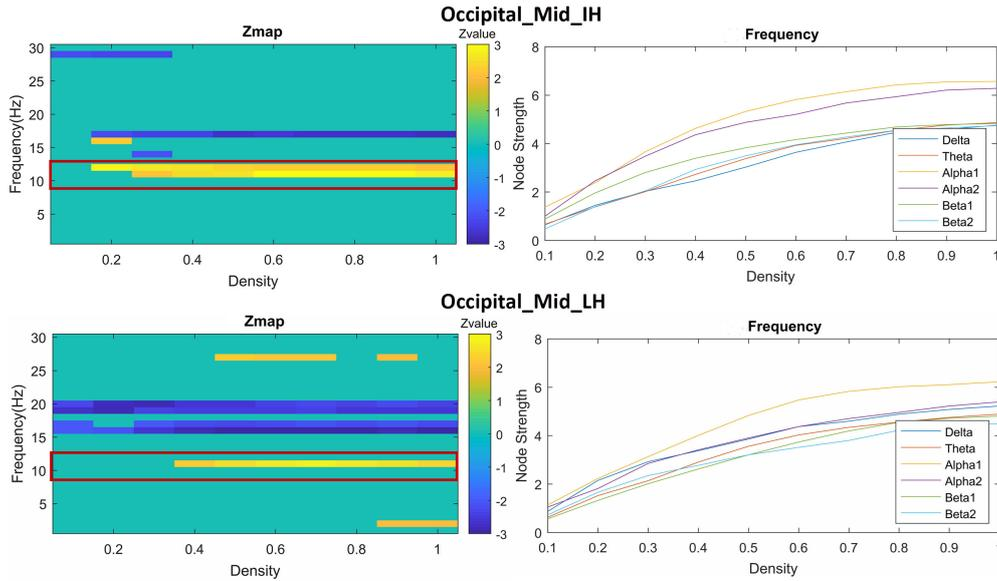 Occipital_Mid_IH
Zmap
Zvalue
Frequency
30
25
20
15
10
5
Frequency(Hz)
0.2 0.4 0.6 0.8 1
Density
3
2
1
0
-1
-2
-3
8
6
4
2
0
Node Strength
0.1 0.2 0.3 0.4 0.5 0.6 0.7 0.8 0.9 1
Density
Delta
Theta
Alpha1
Alpha2
Beta1
Beta2
Occipital_Mid_LH
Zmap
Zvalue
Frequency
30
25
20
15
10
5
Frequency(Hz)
0.2 0.4 0.6 0.8 1
Density
3
2
1
0
-1
-2
-3
8
6
4
2
0
Node Strength
0.1 0.2 0.3 0.4 0.5 0.6 0.7 0.8 0.9 1
Density
Delta
Theta
Alpha1
Alpha2
Beta1
Beta2